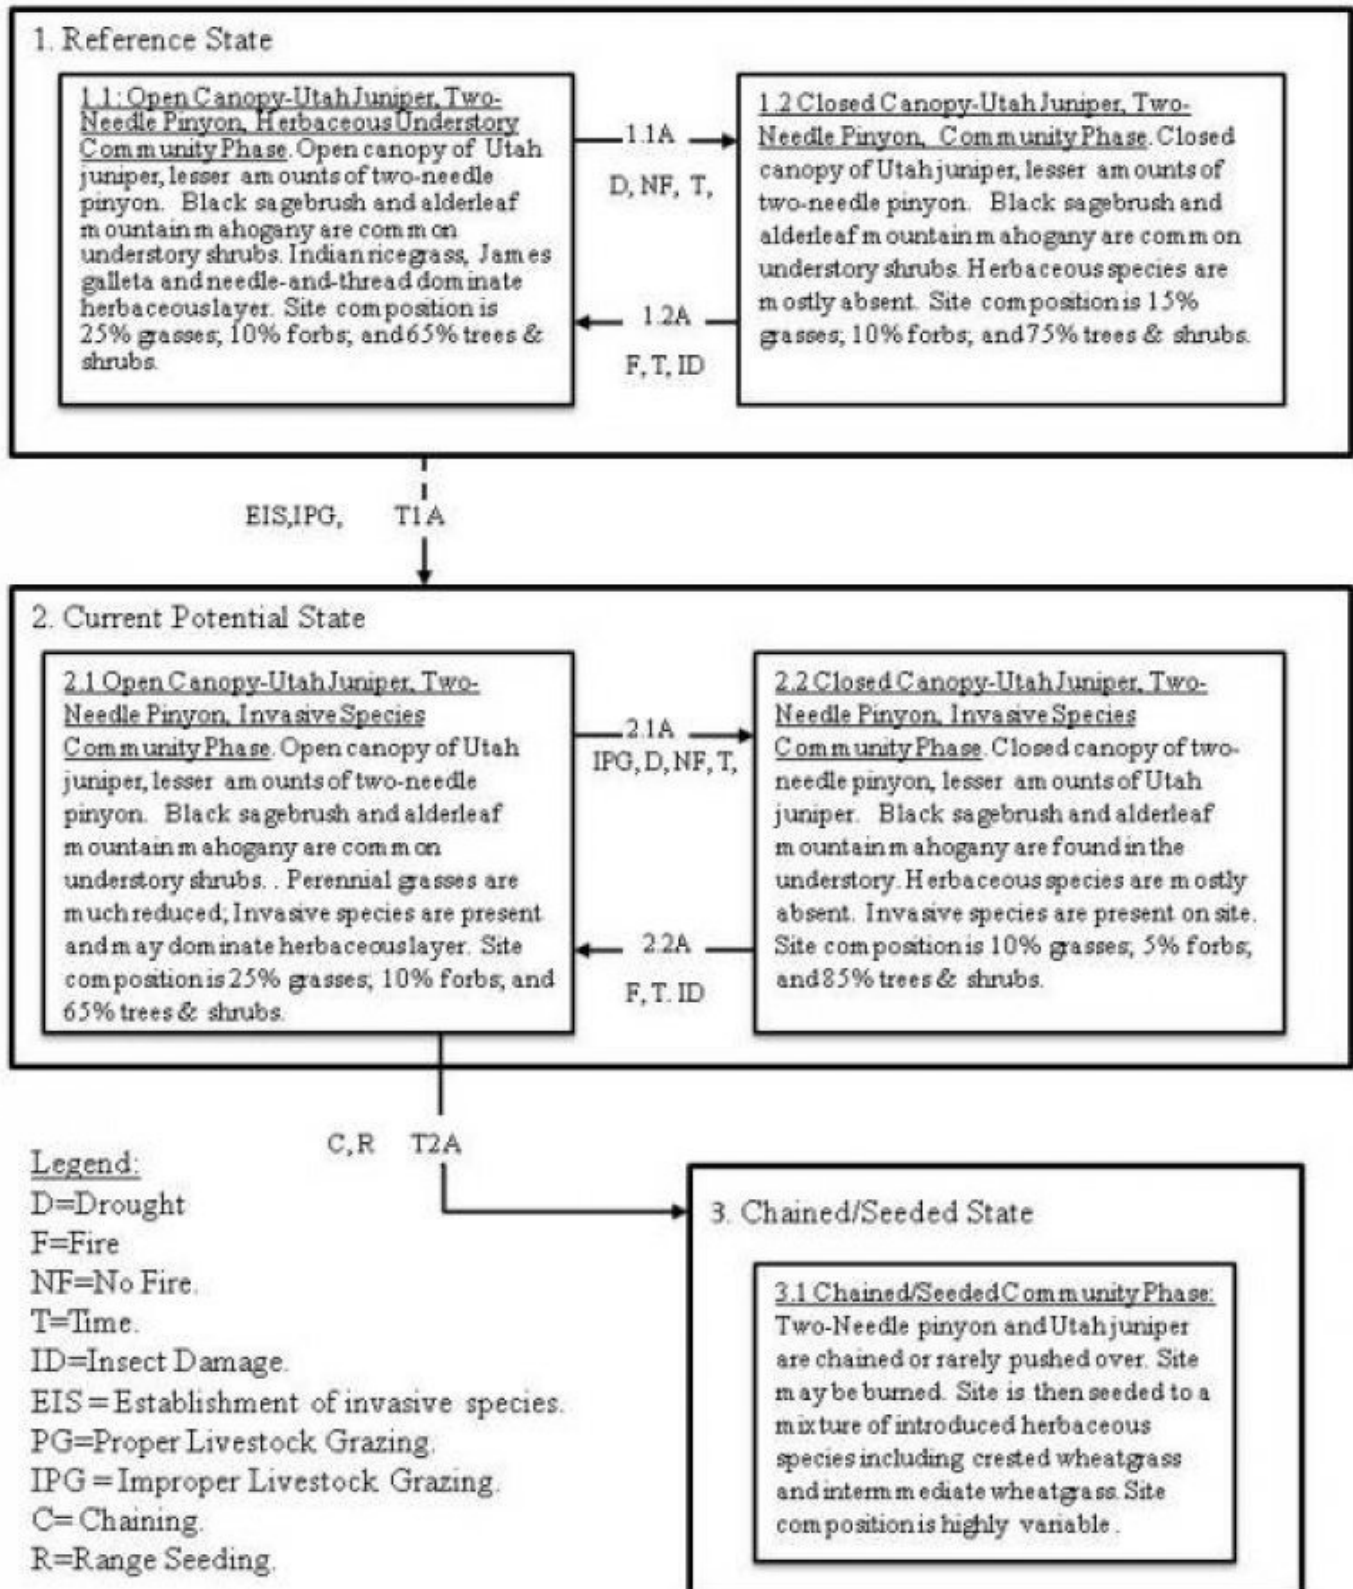 1. Reference State
1.1: Open Canopy-Utah Juniper, Two-
Needle Pinyon, Herbaceous Understory
Community Phase. Open canopy of Utah
juniper, lesser amounts of two-needle
pinyon. Black sagebrush and alderleaf
mountain mahogany are common
understory shrubs. Indian ricegrass, James
galleta and needle-and-thread dominate
herbaceous layer. Site composition is
25% grasses; 10% forbs; and 65% trees &
shrubs.
1.1A
D, NF, T,
1.2A
F, T, ID
1.2 Closed Canopy-Utah Juniper, Two-
Needle Pinyon, Community Phase. Closed
canopy of Utah juniper, lesser amounts of
two-needle pinyon. Black sagebrush and
alderleaf mountain mahogany are common
understory shrubs. Herbaceous species are
mostly absent. Site composition is 15%
grasses; 10% forbs; and 75% trees & shrubs.
EIS,IPG, T1A
2. Current Potential State
2.1 Open Canopy-Utah Juniper, Two-
Needle Pinyon, Invasive Species
Community Phase. Open canopy of Utah
juniper, lesser amounts of two-needle
pinyon. Black sagebrush and alderleaf
mountain mahogany are common
understory shrubs. . Perennial grasses are
much reduced; Invasive species are present
and may dominate herbaceous layer. Site
composition is 25% grasses; 10% forbs; and
65% trees & shrubs.
2.1A
IPG, D, NF, T,
2.2A
F, T. ID
2.2 Closed Canopy-Utah Juniper, Two-
Needle Pinyon, Invasive Species
Community Phase. Closed canopy of two-
needle pinyon, lesser amounts of Utah
juniper. Black sagebrush and alderleaf
mountain mahogany are found in the
understory. Herbaceous species are mostly
absent. Invasive species are present on site.
Site composition is 10% grasses; 5% forbs;
and 85% trees & shrubs.
C, R T2A
Legend:
D=Drought
F=Fire
NF=No Fire.
T=Time.
ID=Insect Damage.
EIS=Establishment of invasive species.
PG=Proper Livestock Grazing.
IPG=Improper Livestock Grazing.
C= Chaining.
R=Range Seeding.
3. Chained/Seeded State
3.1 Chained/Seeded Community Phase:
Two-Needle pinyon and Utah juniper
are chained or rarely pushed over. Site
may be burned. Site is then seeded to a
mixture of introduced herbaceous
species including crested wheatgrass
and intermmediate wheatgrass. Site
composition is highly variable .